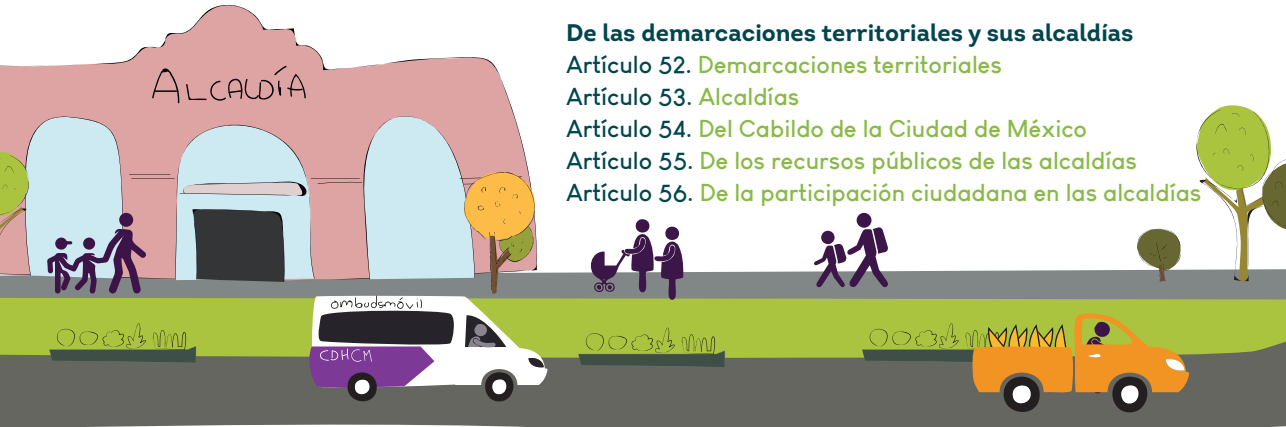 De las demarcaciones territoriales y sus alcaldías
Artículo 52. Demarcaciones territoriales
Artículo 53. Alcaldías
Artículo 54. Del Cabildo de la Ciudad de México
Artículo 55. De los recursos públicos de las alcaldías
Artículo 56. De la participación ciudadana en las alcaldías
ALCALDÍA
ombudsmóvil
CDHCM